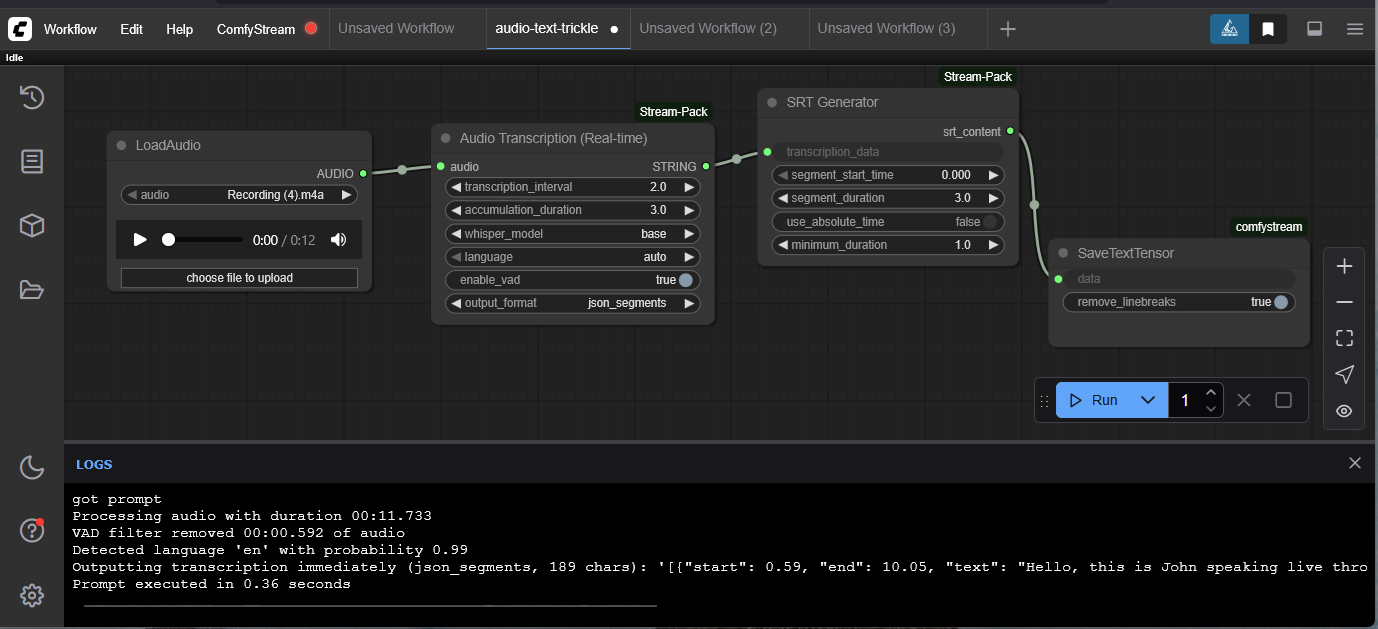 Workflow Edit Help ComfyStream Unsaved Workflow audio-text-trickle Unsaved Workflow (2) Unsaved Workflow (3)
Idle
LoadAudio
AUDIO
audio Recording (4).m4a
0:00 / 0:12
choose file to upload
Stream-Pack
Audio Transcription (Real-time)
audio STRING
transcription_interval 2.0
accumulation_duration 3.0
whisper_model base
language auto
enable_vad true
output_format json_segments
Stream-Pack
SRT Generator
srt_content
transcription_data
segment_start_time 0.000
segment_duration 3.0
use_absolute_time false
minimum_duration 1.0
comfystream
SaveTextTensor
data
remove_linebreaks true
Run 1
LOGS
got prompt
Processing audio with duration 00:11.733
VAD filter removed 00:00.592 of audio
Detected language 'en' with probability 0.99
Outputting transcription immediately (json_segments, 189 chars): '[{"start": 0.59, "end": 10.05, "text": "Hello, this is John speaking live thro
Prompt executed in 0.36 seconds